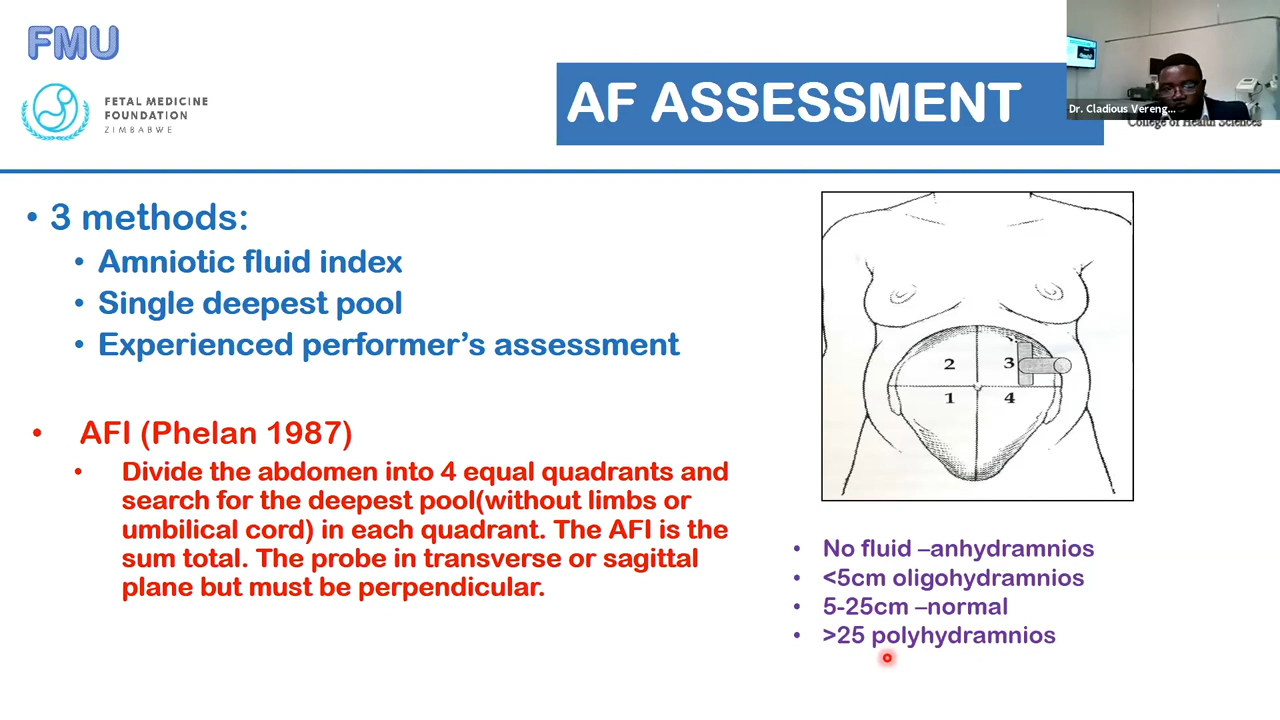 FMU
FETAL MEDICINE
FOUNDATION
ZIMBABWE
AF ASSESSMENT
Dr. Cladious Vereng...
College of Health Sciences
• 3 methods:
• Amniotic fluid index
• Single deepest pool
• Experienced performer’s assessment
• AFI (Phelan 1987)
• Divide the abdomen into 4 equal quadrants and
search for the deepest pool(without limbs or
umbilical cord) in each quadrant. The AFI is the
sum total. The probe in transverse or sagittal
plane but must be perpendicular.
2 3
1 4
• No fluid –anhydramnios
• <5cm oligohydramnios
• 5-25cm –normal
• >25 polyhydramnios